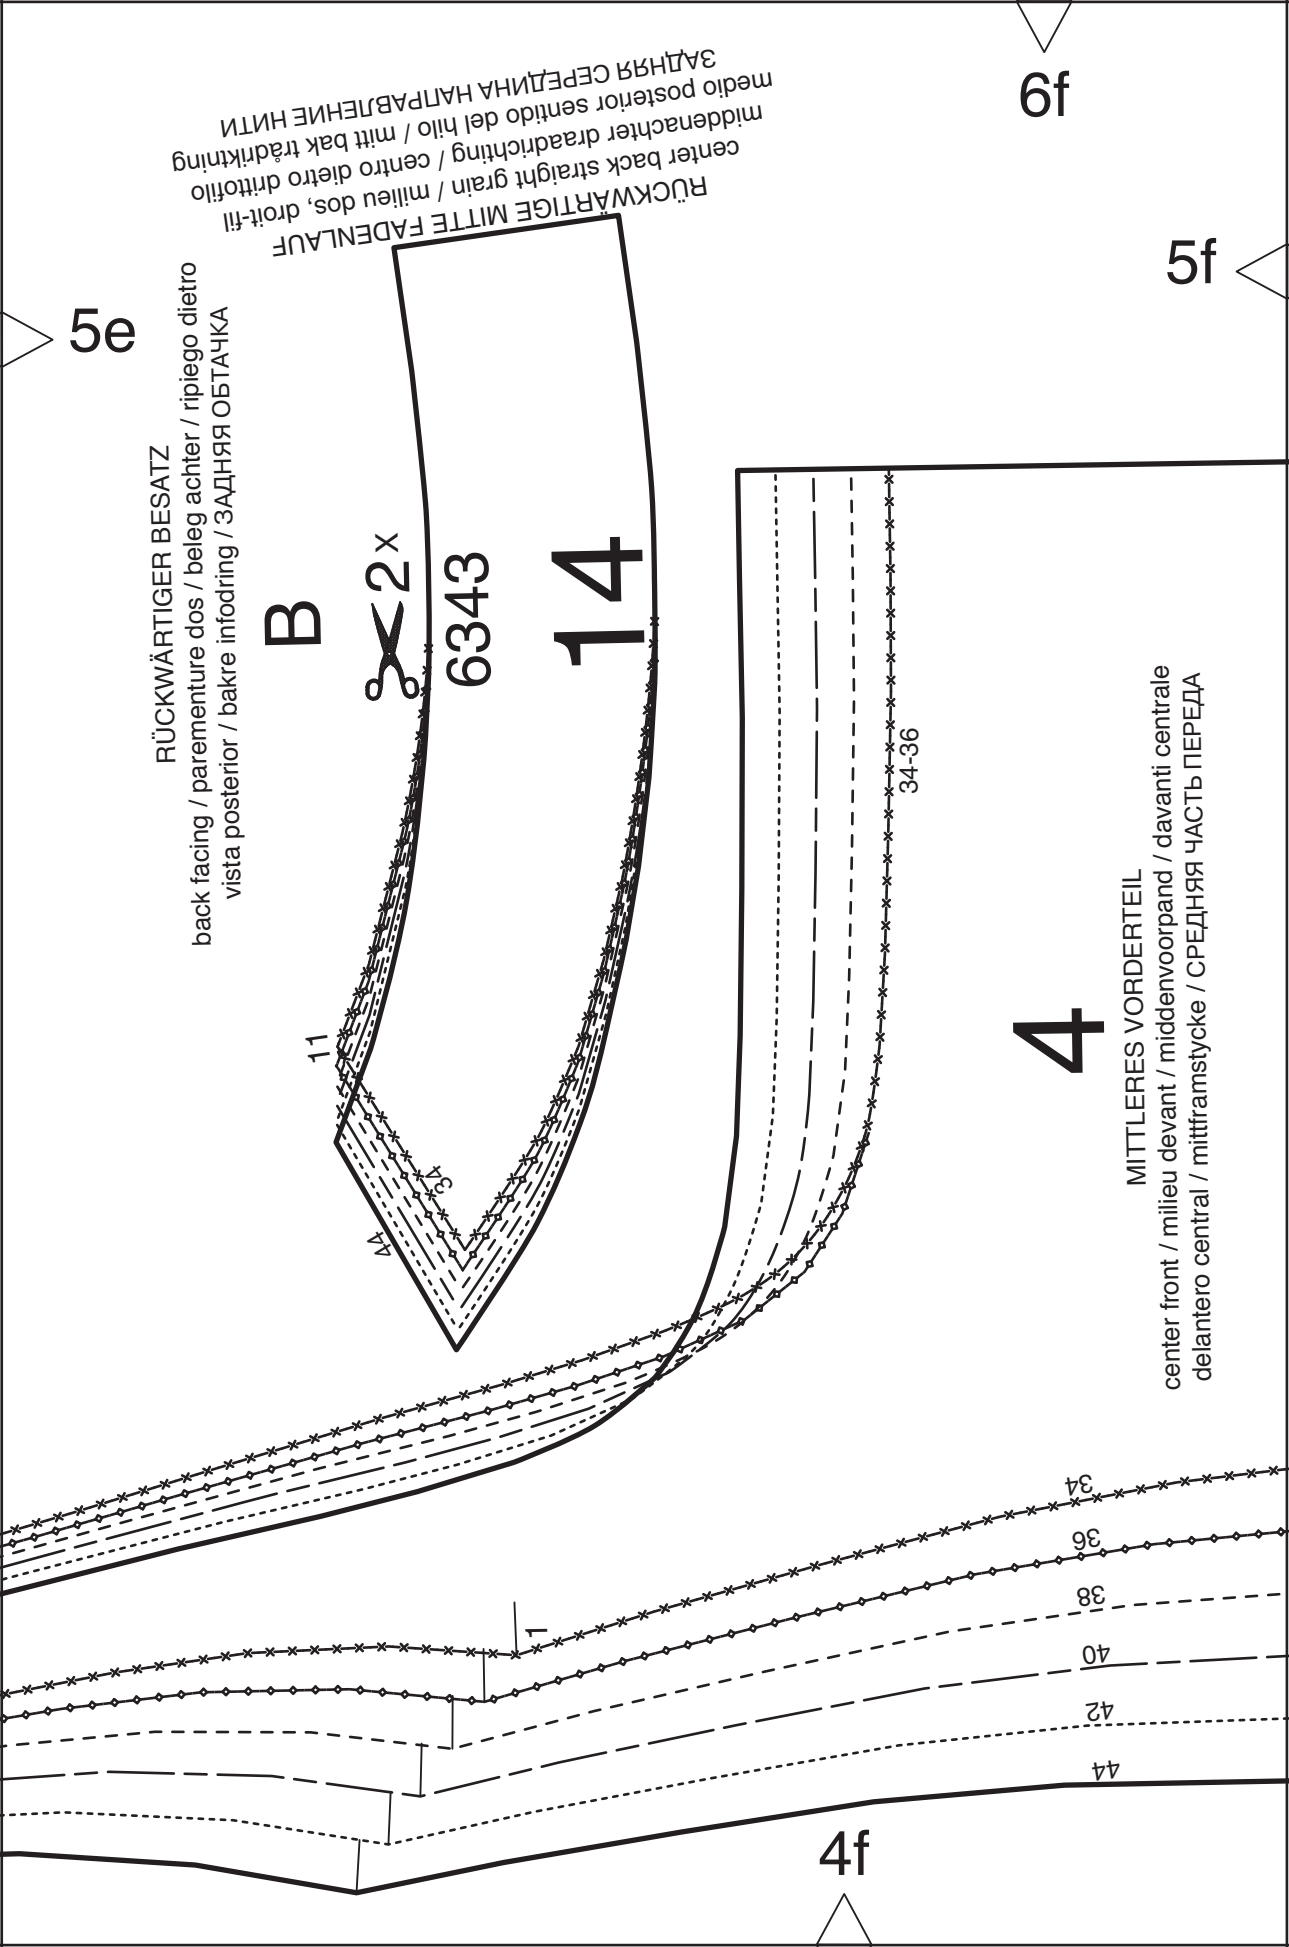 6f
ЗАДНЯЯ СЕРЕДИНА НАПРАВЛЕНИЕ НИТИ
medio posterior sentido del hilo / mitt bak trådriktning
middenachter draadrichting / centro dietro drittofilo
center back straight grain / milieu dos, droit-fil
RÜCKWÄRTIGE MITTE FADENLAUF
5f
5e
RÜCKWÄRTIGER BESATZ
back facing / parementure dos / beleg achter / ripiego dietro
vista posterior / bakre infodring / ЗАДНЯЯ ОБТАЧКА
B
2x
6343
14
11
34
44
34-36
4
MITTLERES VORDERTEIL
center front / milieu devant / middenvoorpand / davanti centrale
delantero central / mittframstycke / СРЕДНЯЯ ЧАСТЬ ПЕРЕДА
1
34
36
38
40
42
44
4f